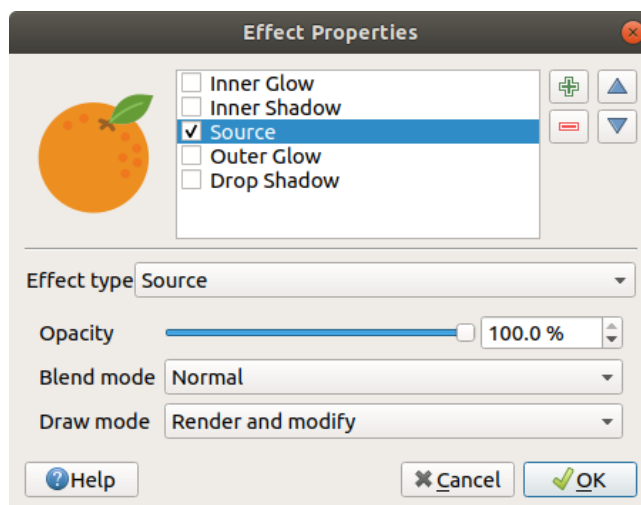 Effect Properties
Inner Glow
Inner Shadow
Source
Outer Glow
Drop Shadow
Effect type Source
Opacity 100.0 %
Blend mode Normal
Draw mode Render and modify
Help Cancel OK